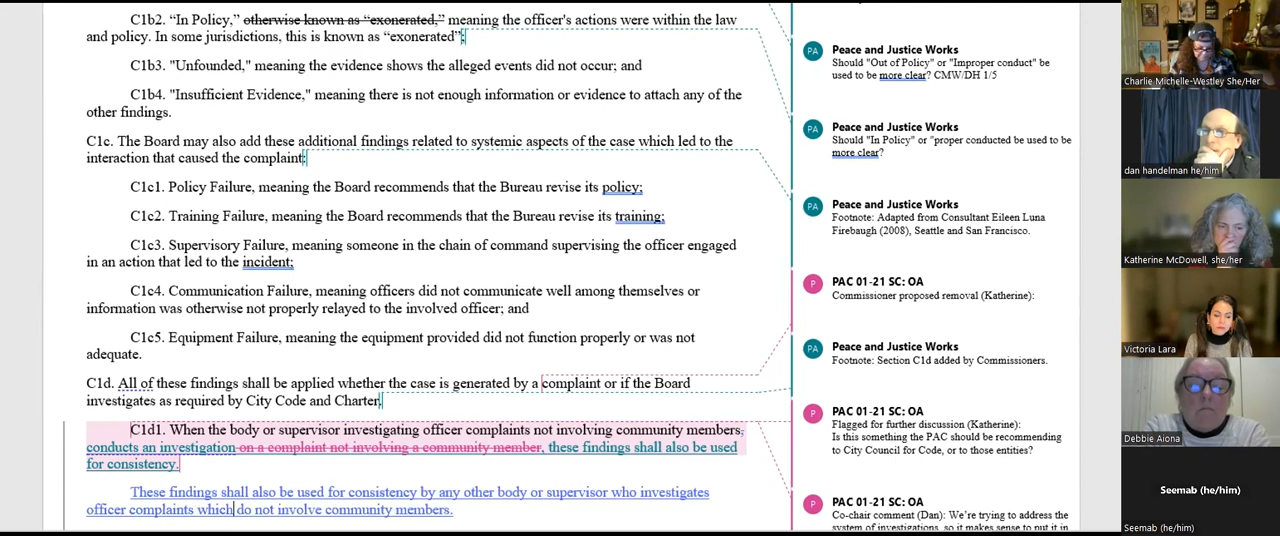 C1b2. “In Policy,” otherwise known as “exonerated,” meaning the officer's actions were within the law
and policy. In some jurisdictions, this is known as “exonerated”;
C1b3. "Unfounded," meaning the evidence shows the alleged events did not occur; and
C1b4. "Insufficient Evidence," meaning there is not enough information or evidence to attach any of the
other findings.
C1c. The Board may also add these additional findings related to systemic aspects of the case which led to the
interaction that caused the complaint:
C1c1. Policy Failure, meaning the Board recommends that the Bureau revise its policy;
C1c2. Training Failure, meaning the Board recommends that the Bureau revise its training;
C1c3. Supervisory Failure, meaning someone in the chain of command supervising the officer engaged
in an action that led to the incident;
C1c4. Communication Failure, meaning officers did not communicate well among themselves or
information was otherwise not properly relayed to the involved officer; and
C1c5. Equipment Failure, meaning the equipment provided did not function properly or was not
adequate.
C1d. All of these findings shall be applied whether the case is generated by a complaint or if the Board
investigates as required by City Code and Charter.
C1d1. When the body or supervisor investigating officer complaints not involving community members,
conducts an investigation on a complaint not involving a community member, these findings shall also be used
for consistency.
These findings shall also be used for consistency by any other body or supervisor who investigates
officer complaints which do not involve community members.
PA
Peace and Justice Works
Should "Out of Policy" or "Improper conduct" be
used to be more clear? CMW/DH 1/5
PA
Peace and Justice Works
Should "In Policy" or "proper conducted be used to be
more clear?
PA
Peace and Justice Works
Footnote: Adapted from Consultant Eileen Luna
Firebaugh (2008), Seattle and San Francisco.
P
PAC 01-21 SC: OA
Commissioner proposed removal (Katherine):
PA
Peace and Justice Works
Footnote: Section C1d added by Commissioners.
P
PAC 01-21 SC: OA
Flagged for further discussion (Katherine):
Is this something the PAC should be recommending
to City Council for Code, or to those entities?
P
PAC 01-21 SC: OA
Co-chair comment (Dan): We’re trying to address the
system of investigations, so it makes sense to put it in
Charlie Michelle-Westley She/Her
dan handelman he/him
Katherine McDowell, she/her
Victoria Lara
Debbie Aiona
Seemab (he/him)
Seemab (he/him)